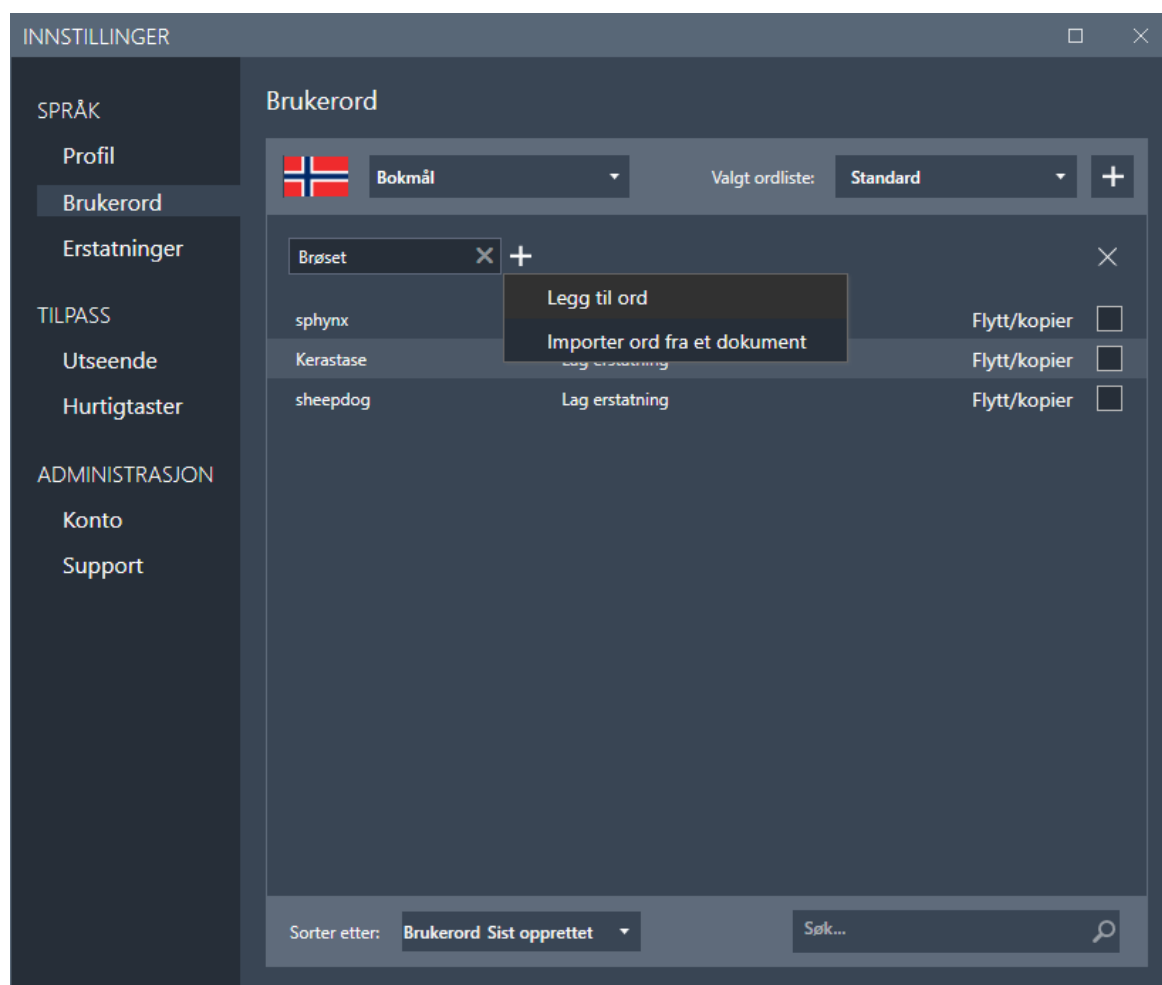 INNSTILLINGER
SPRÅK
Profil
Brukerord
Erstatninger
TILPASS
Utseende
Hurtigtaster
ADMINISTRASJON
Konto
Support
Brukerord
Bokmål
Valgt ordliste:
Standard
Brøset
Legg til ord
Importer ord fra et dokument
sphynx
Flytt/kopier
Kerastase
Lag erstatning
Flytt/kopier
sheepdog
Lag erstatning
Flytt/kopier
Sorter etter:
Brukerord Sist opprettet
Søk...